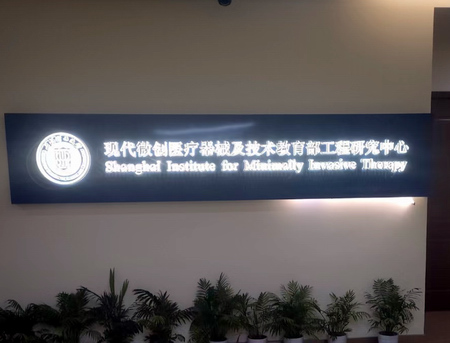 现代微创医疗器械及技术教育部工程研究中心
Shanghai Institute for Minimally Invasive Therapy